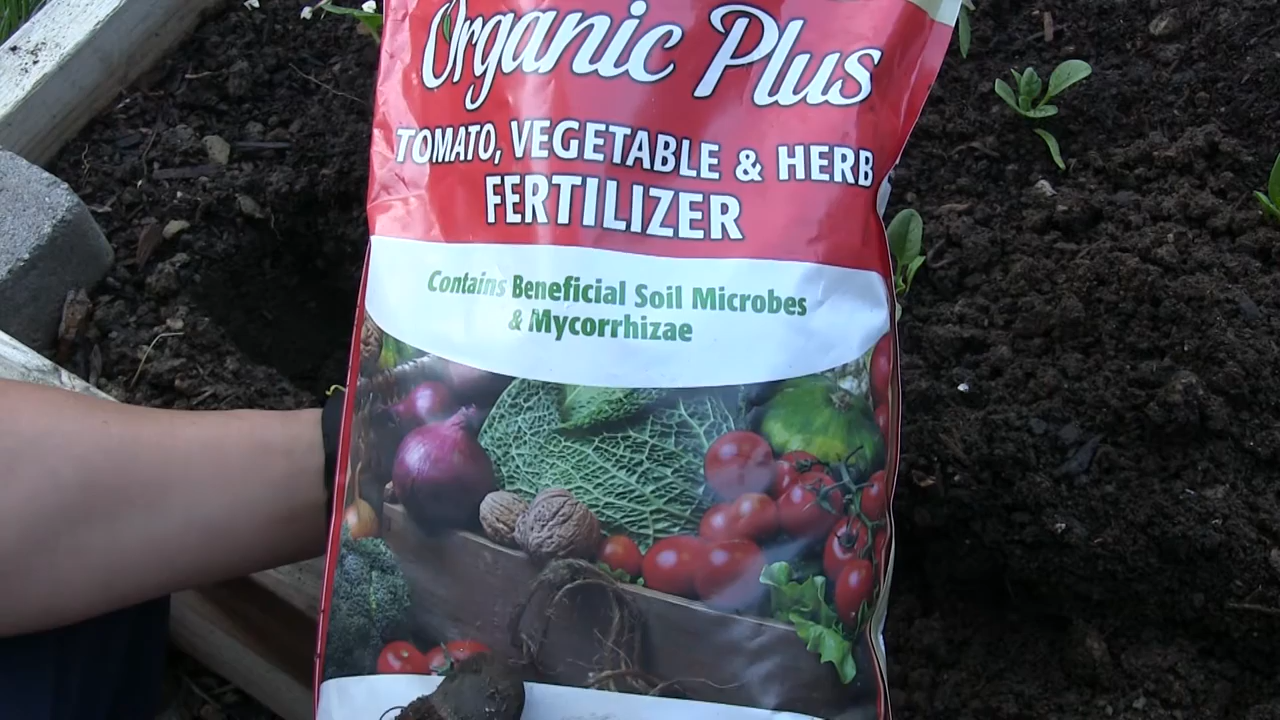 Organic Plus
TOMATO, VEGETABLE & HERB
FERTILIZER
Contains Beneficial Soil Microbes
& Mycorrhizae